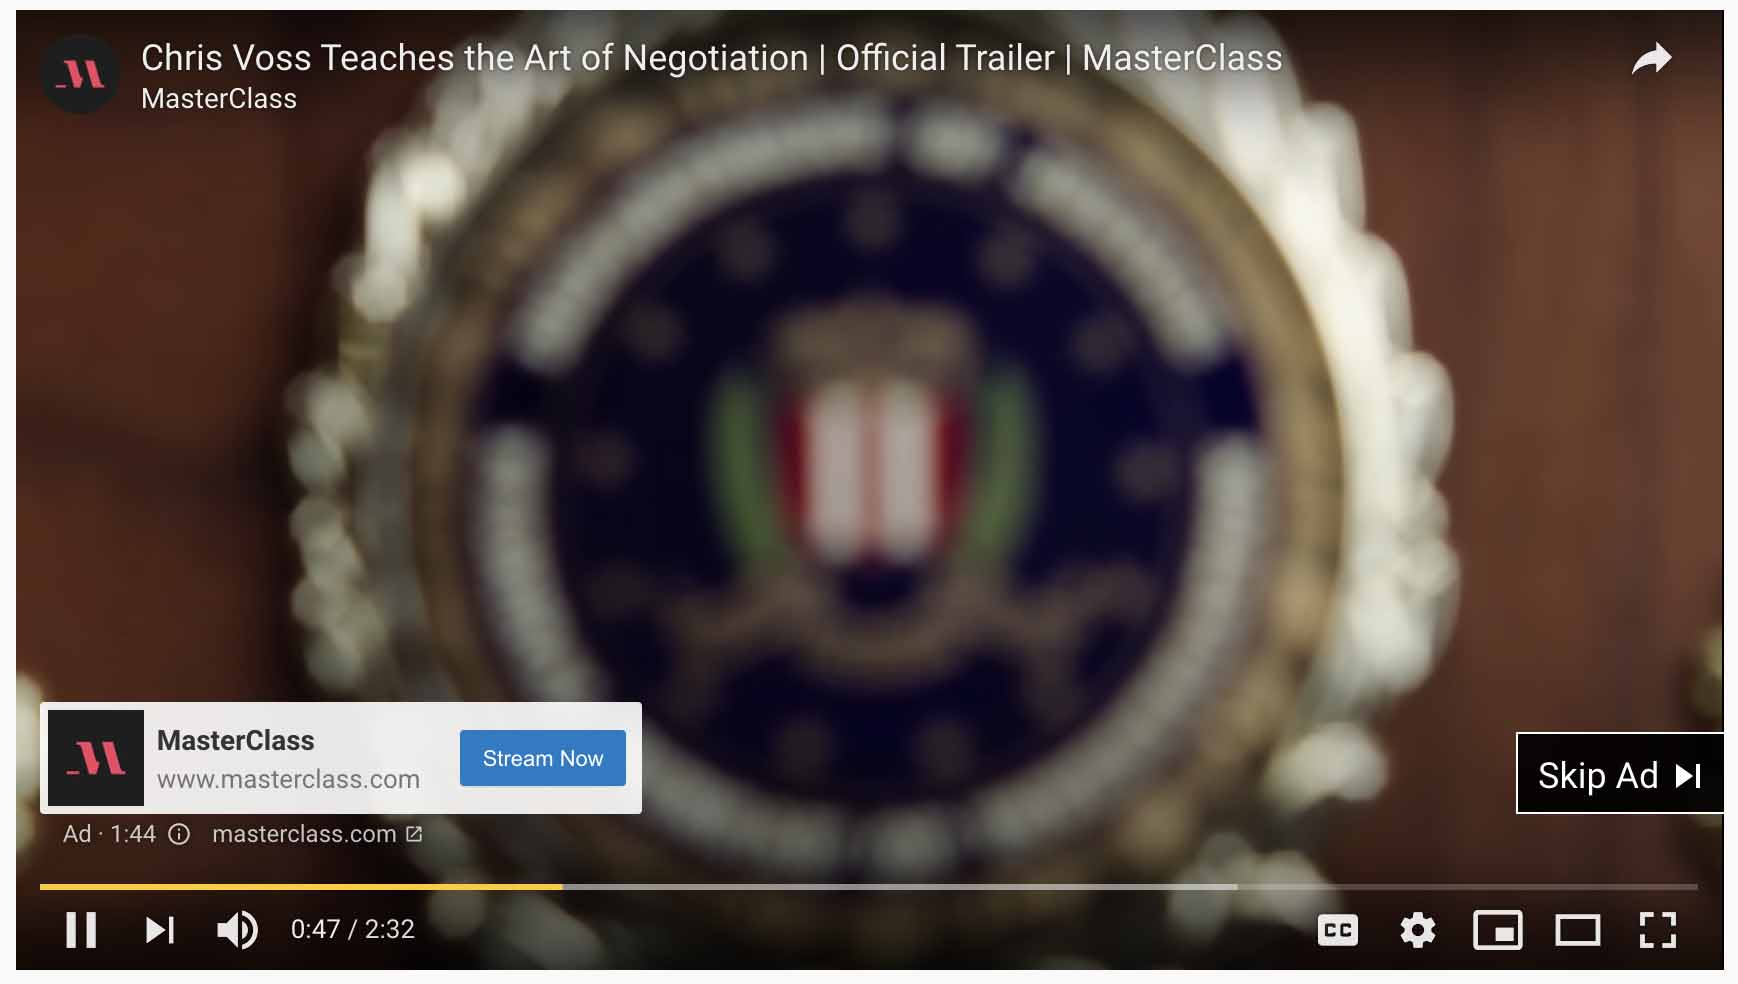 Chris Voss Teaches the Art of Negotiation | Official Trailer | MasterClass
MasterClass
MasterClass
www.masterclass.com
Stream Now
Skip Ad
Ad · 1:44 masterclass.com
0:47 / 2:32
CC